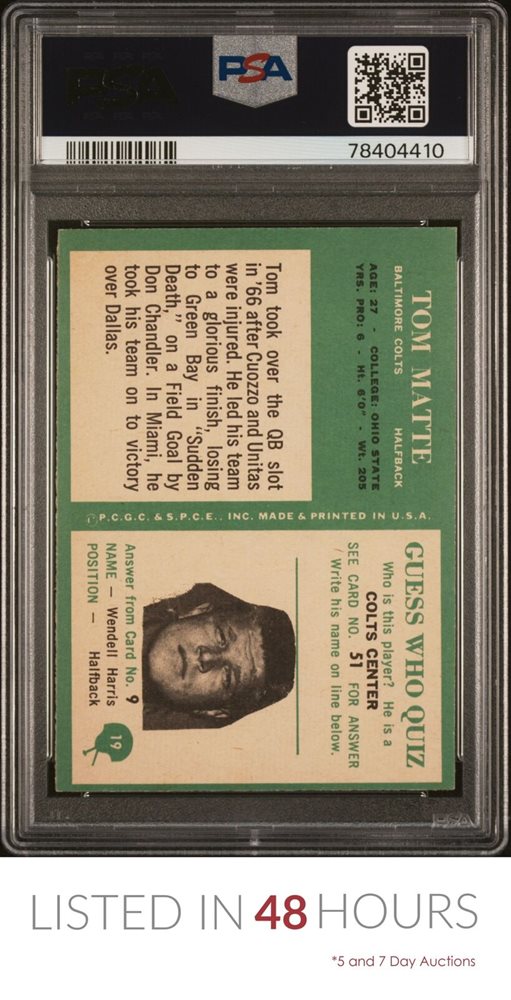 PSA
PSA
78404410
TOM MATTE
BALTIMORE COLTS HALFBACK
AGE: 27 - COLLEGE: OHIO STATE
YRS. PRO: 6 - Ht. 6'0" - Wt. 205
Tom took over the QB slot
in '66 after Cuozzo and Unitas
were injured. He led his team
to a glorious finish, losing
to Green Bay in "Sudden
Death," on a Field Goal by
Don Chandler. In Miami, he
took his team on to victory
over Dallas.
©P.C.G.C. & S.P.C.E., INC. MADE & PRINTED IN U.S.A.
GUESS WHO QUIZ
Who is this player? He is a
COLTS CENTER
SEE CARD NO. 51 FOR ANSWER
Write his name on line below.
Answer from Card No. 9
NAME — Wendell Harris
POSITION — Halfback
19
PSA
LISTED IN 48 HOURS
*5 and 7 Day Auctions